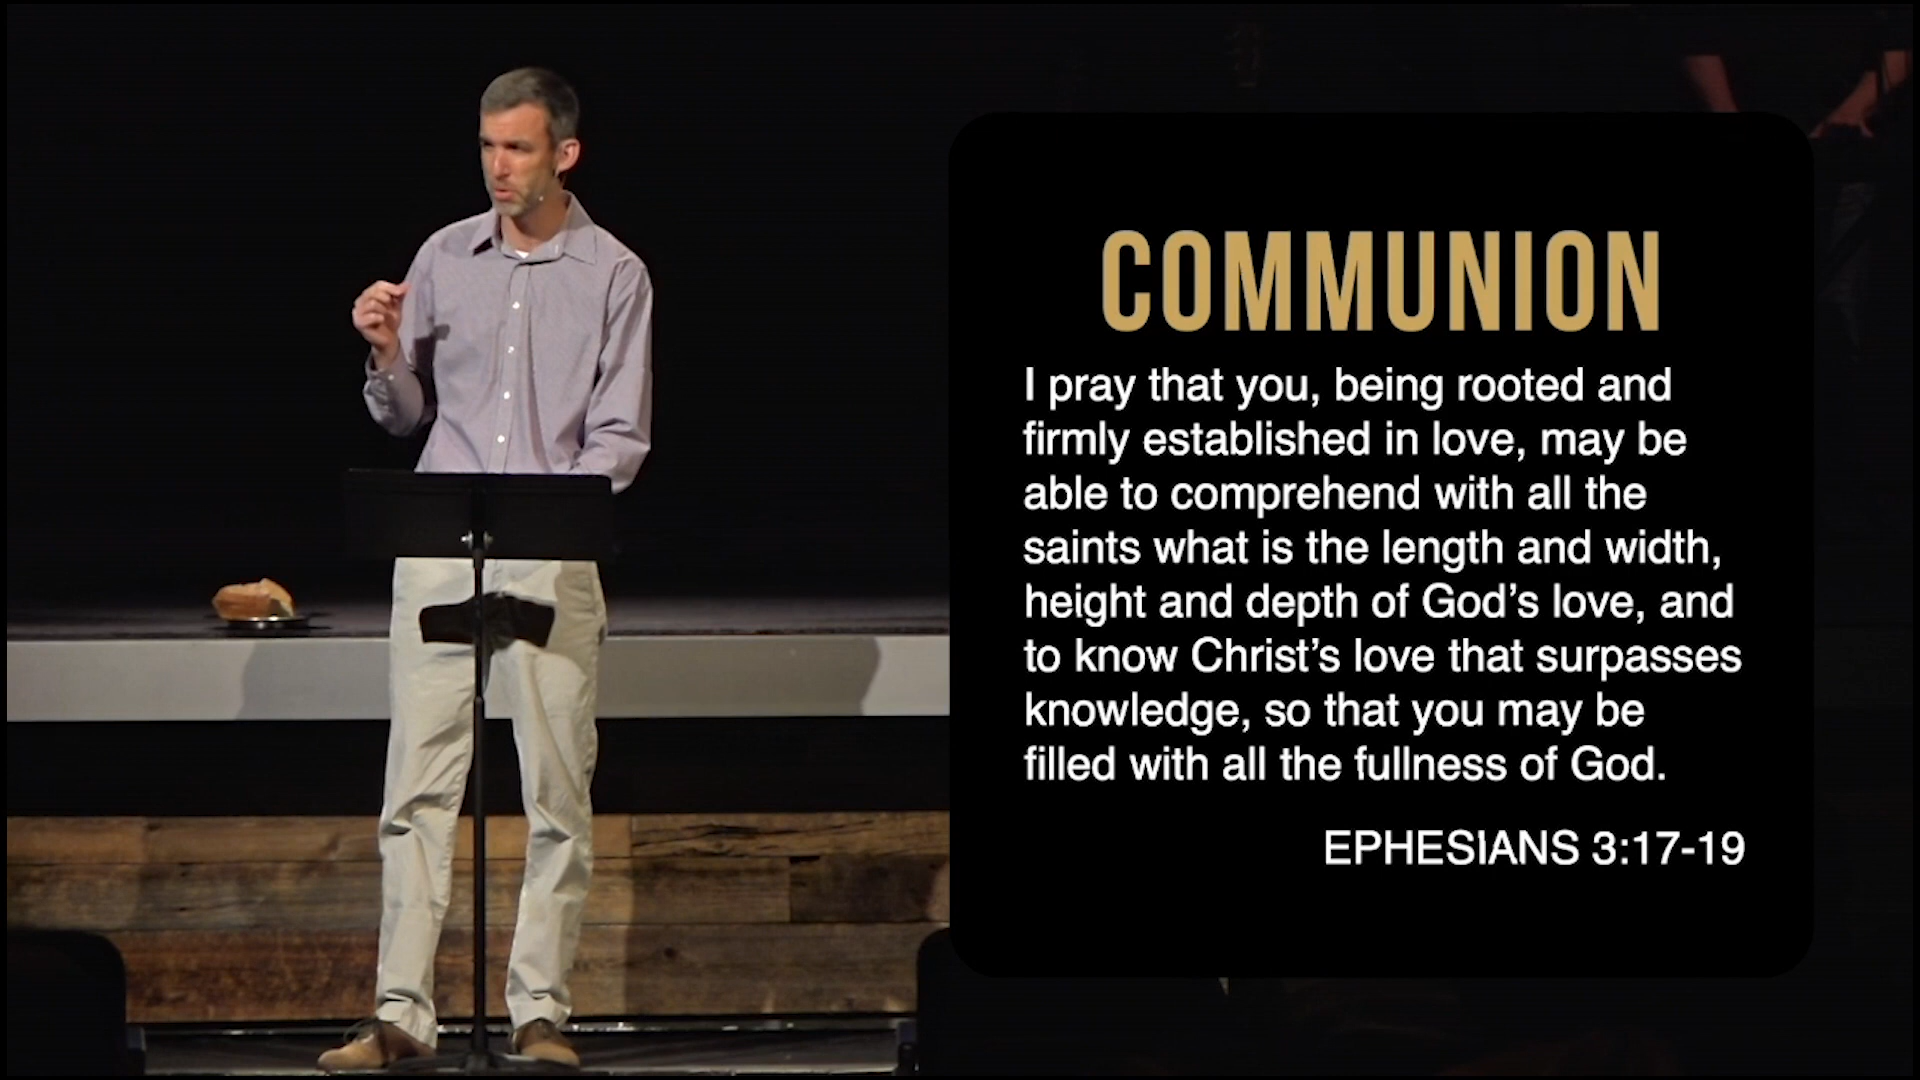 COMMUNION
I pray that you, being rooted and
firmly established in love, may be
able to comprehend with all the
saints what is the length and width,
height and depth of God’s love, and
to know Christ’s love that surpasses
knowledge, so that you may be
filled with all the fullness of God.
EPHESIANS 3:17-19